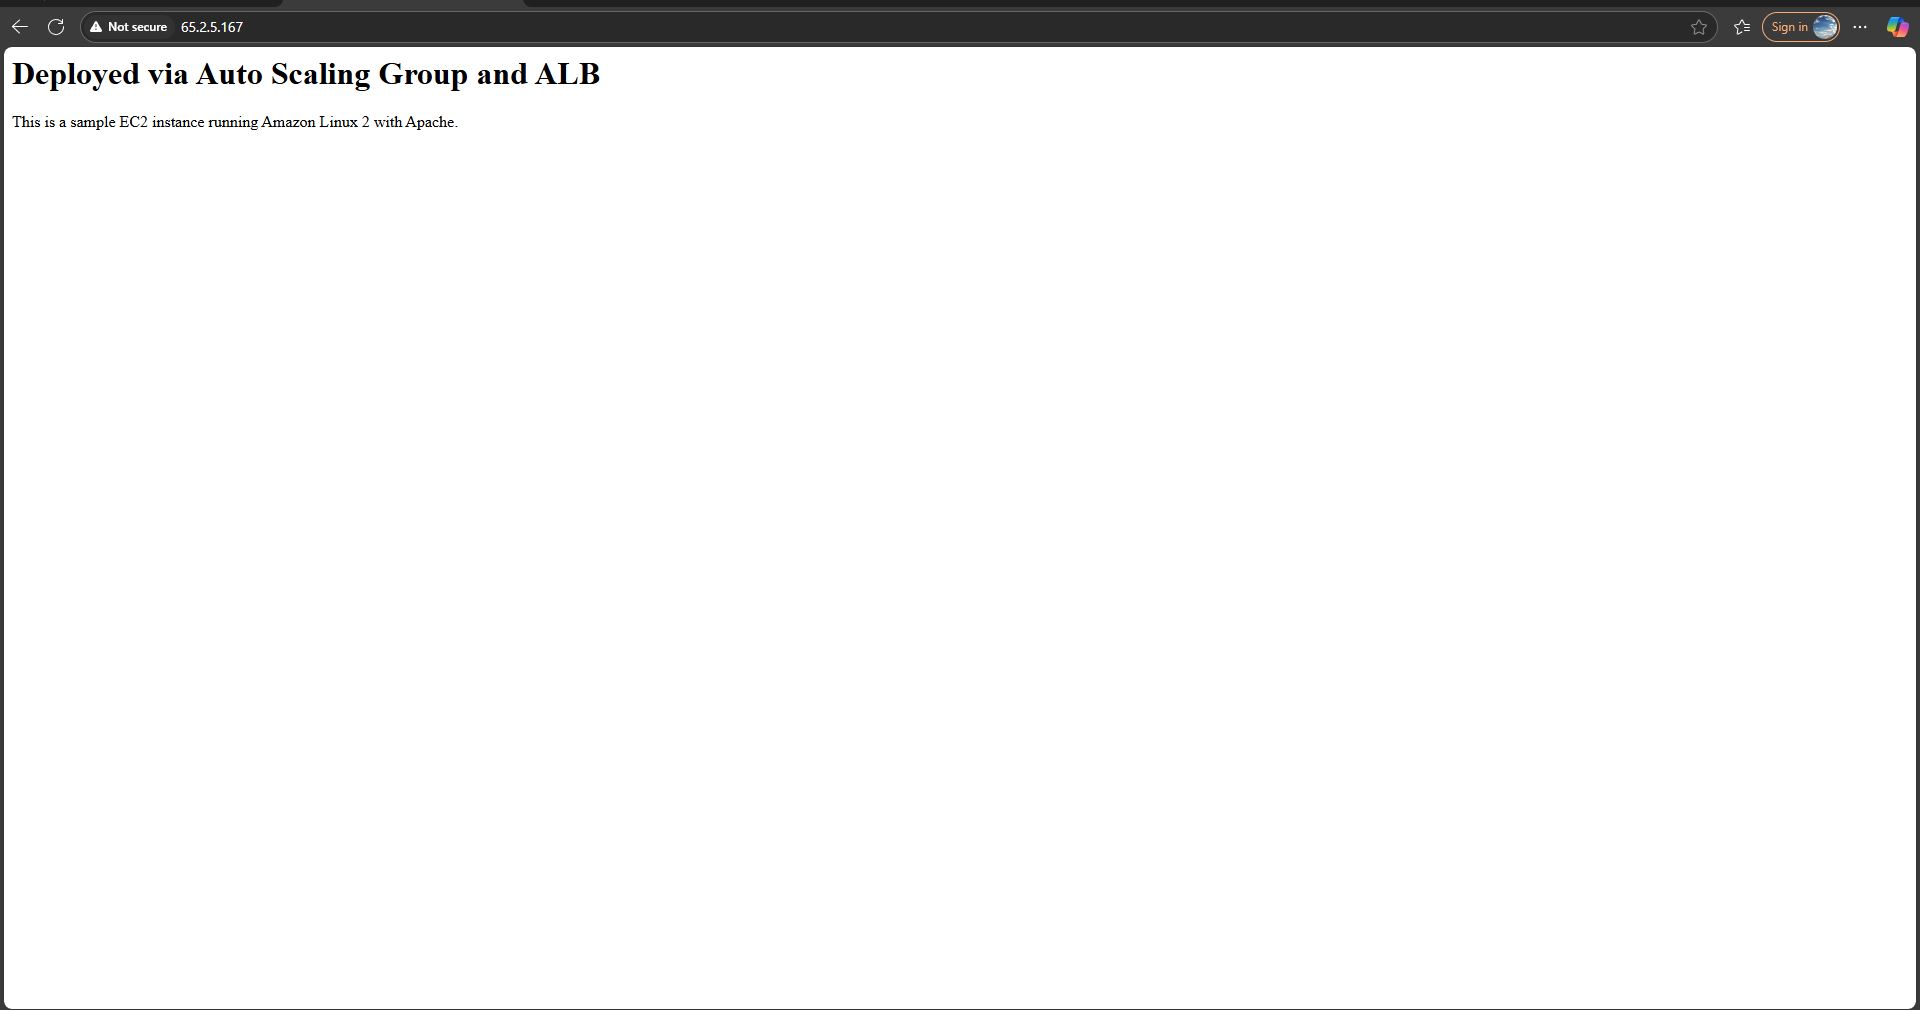 Not secure 65.2.5.167
Sign in
Deployed via Auto Scaling Group and ALB
This is a sample EC2 instance running Amazon Linux 2 with Apache.